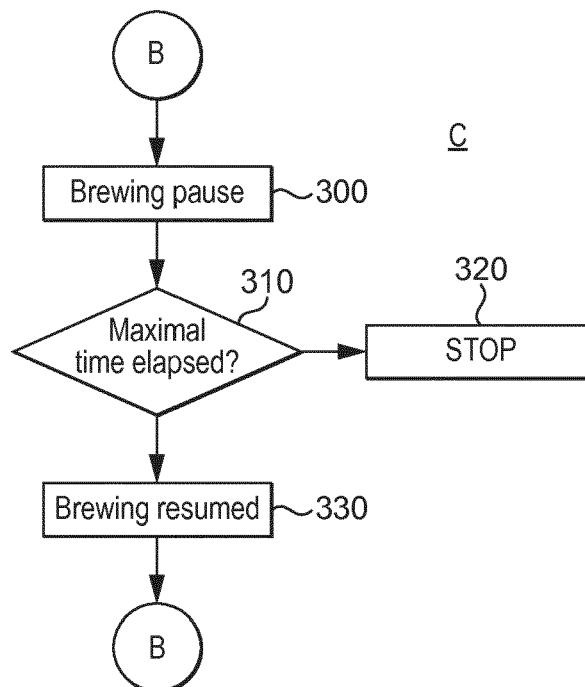 B
C
Brewing pause
300
310
320
Maximal
time elapsed?
STOP
Brewing resumed
330
B